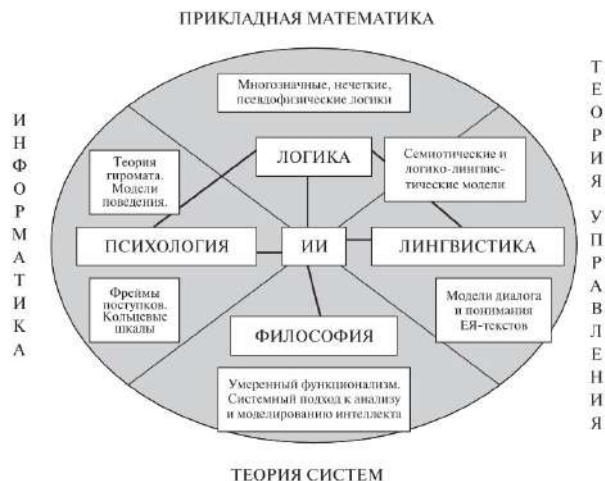 ПРИКЛАДНАЯ МАТЕМАТИКА
ИНФОРМАТИКА
ТЕОРИЯ УПРАВЛЕНИЯ
Многозначные, нечеткие,
псевдофизические логики
ЛОГИКА
Теория
гиромата.
Модели
поведения.
Семиотические и
логико-лингвис-
тические модели
ПСИХОЛОГИЯ
ИИ
ЛИНГВИСТИКА
Фреймы
поступков.
Кольцевые
шкалы
Модели диалога
и понимания
ЕЯ-текстов
ФИЛОСОФИЯ
Умеренный функционализм.
Системный подход к анализу
и моделированию интеллекта
ТЕОРИЯ СИСТЕМ